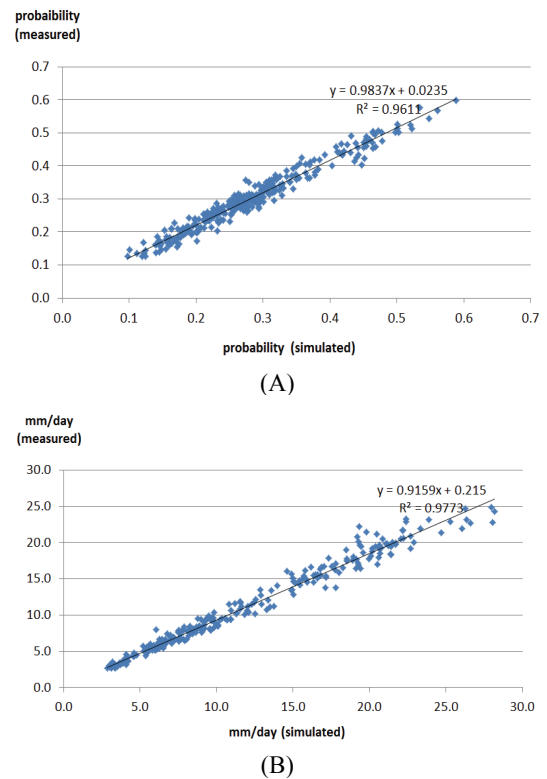 probaibility
(measured)
0.7
0.6
0.5
0.4
0.3
0.2
0.1
0.0
y = 0.9837x + 0.0235
R² = 0.9611
0.0 0.1 0.2 0.3 0.4 0.5 0.6 0.7
probability (simulated)
(A)
mm/day
(measured)
30.0
25.0
20.0
15.0
10.0
5.0
0.0
y = 0.9159x + 0.215
R² = 0.9773
0.0 5.0 10.0 15.0 20.0 25.0 30.0
mm/day (simulated)
(B)